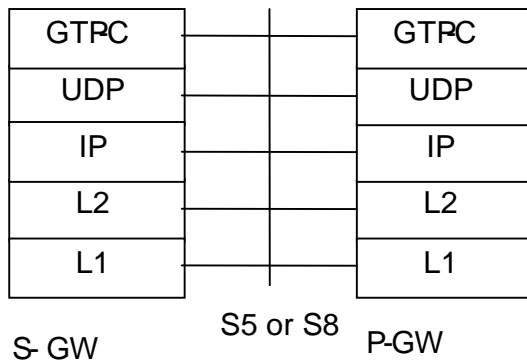 GTP-C GTP-C
UDP UDP
IP IP
L2 L2
L1 L1
S5 or S8
S- GW P-GW